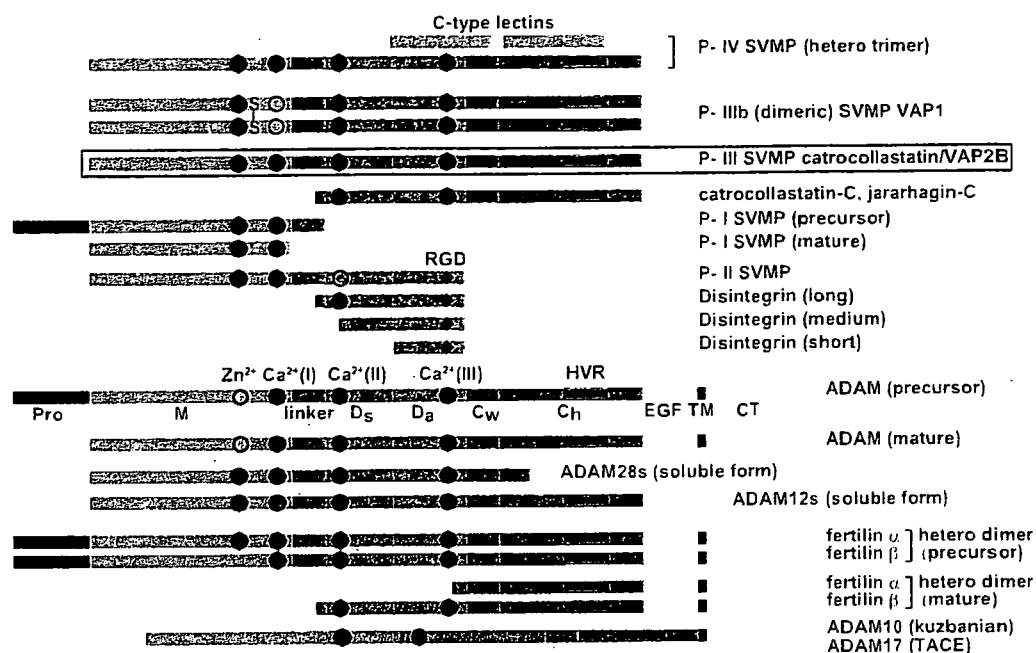 C-type lectins
P- IV SVMP (hetero trimer)
S
S
P- IIIb (dimeric) SVMP VAP1
P- III SVMP catrocollastatin/VAP2B
catrocollastatin-C, jararhagin-C
P- I SVMP (precursor)
P- I SVMP (mature)
RGD
P- II SVMP
Disintegrin (long)
Disintegrin (medium)
Disintegrin (short)
Zn²⁺ Ca²⁺(I) Ca²⁺(II) Ca²⁺(III) HVR
ADAM (precursor)
Pro M linker Ds Da Cw Ch EGF TM CT
ADAM (mature)
ADAM28s (soluble form)
ADAM12s (soluble form)
fertilin α hetero dimer
fertilin β (precursor)
fertilin α hetero dimer
fertilin β (mature)
ADAM10 (kuzbanian)
ADAM17 (TACE)